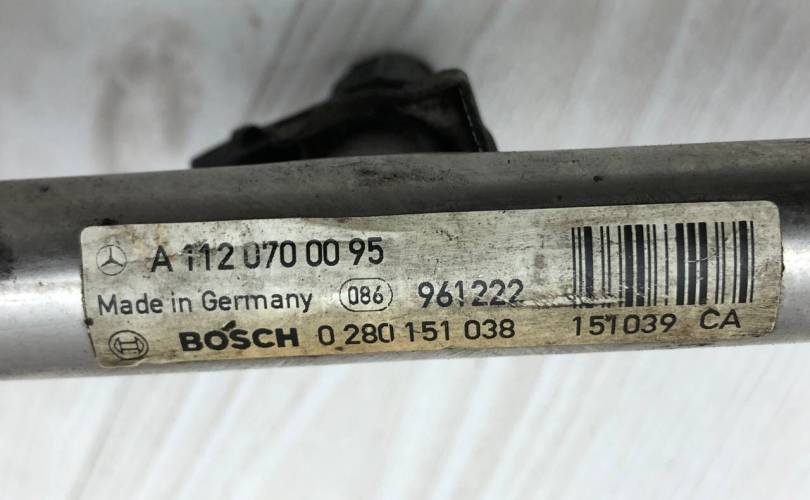 A 112 070 00 95
Made in Germany 086 961222
BOSCH 0 280 151 038 151039 CA